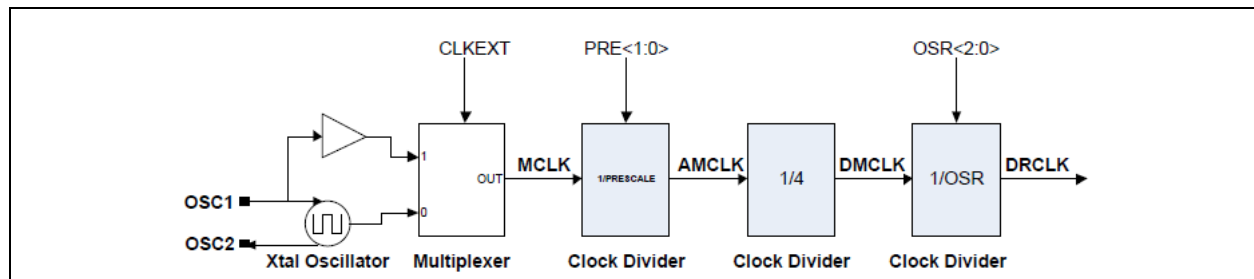 CLKEXT PRE<1:0> OSR<2:0>
1
OUT
MCLK
1/PRESCALE
AMCLK
1/4
DMCLK
1/OSR
DRCLK
OSC1
0
OSC2
Xtal Oscillator Multiplexer Clock Divider Clock Divider Clock Divider